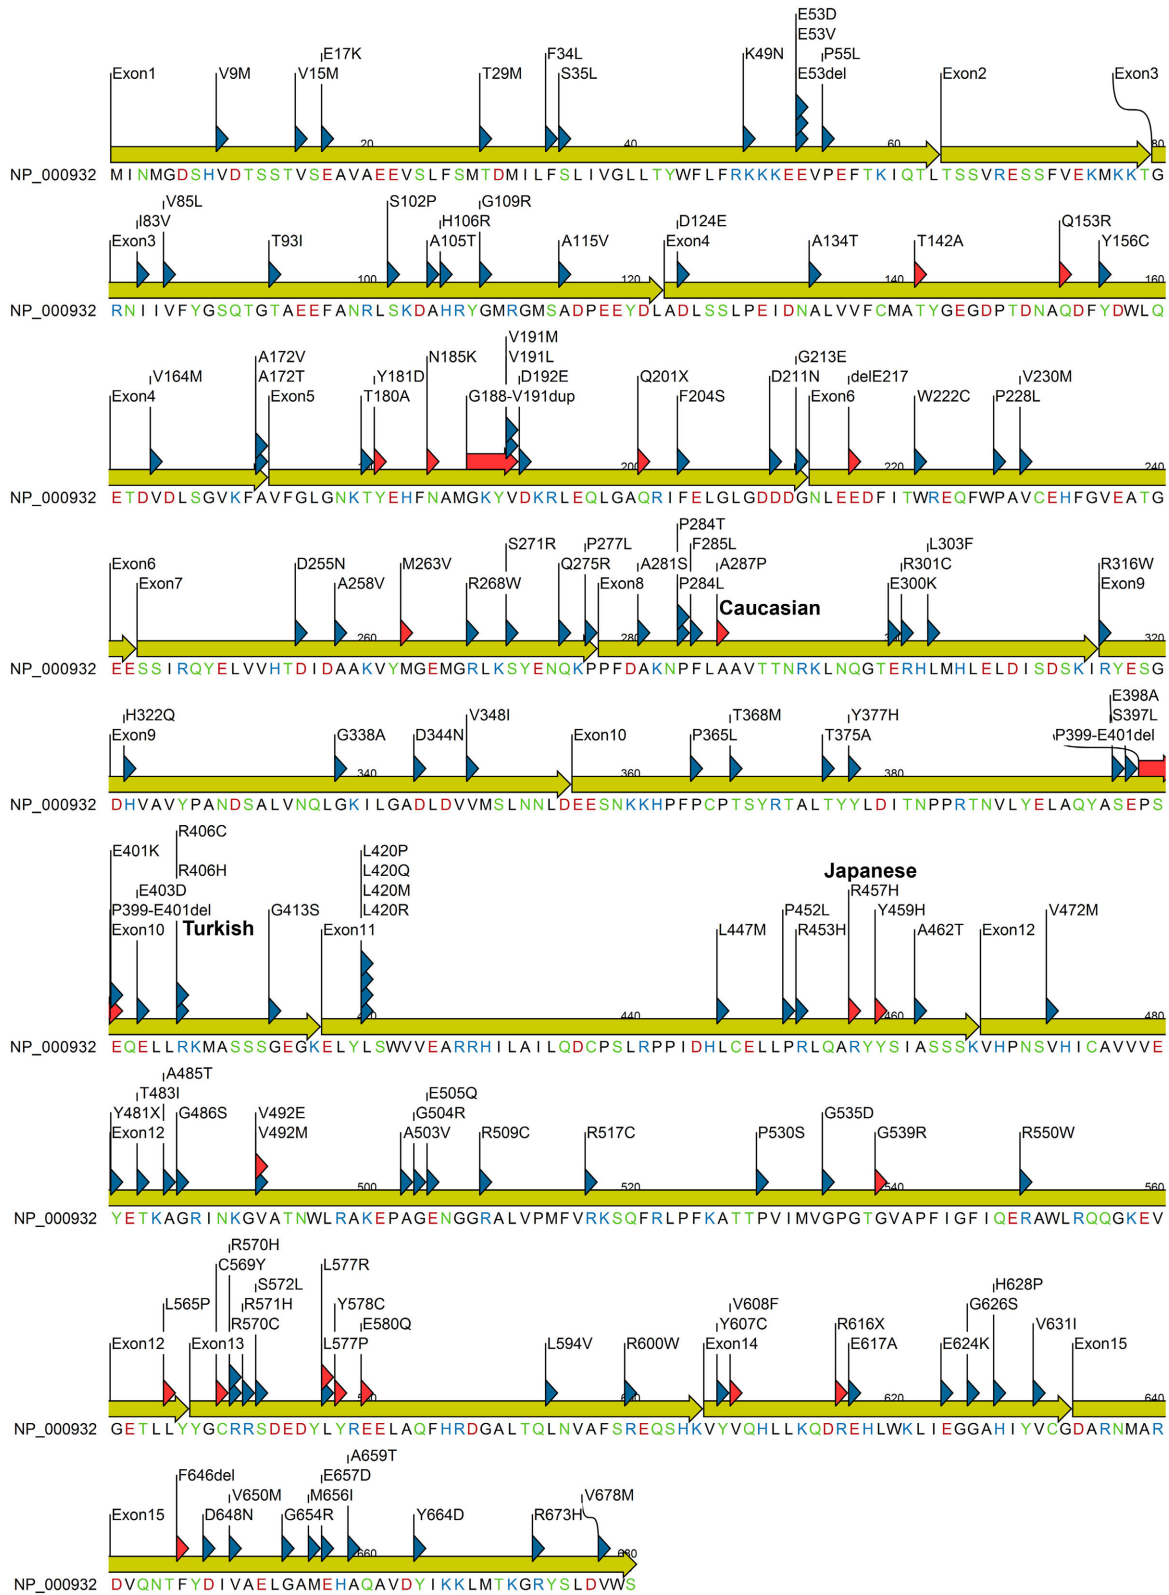 E53D
E53V
E17K F34L K49N P55L
Exon1 V9M V15M T29M S35L E53del Exon2 Exon3
20 40 60 80
NP_000932 MINMGDSHVDTSSTVSEAVAEEVSLFSMTDMILFSLIVGLLTYWFLFRKKKEEVPEFTKIQTLTSSVRESSFVEKMKKTG
V85L S102P G109R
I83V H106R D124E Q153R
Exon3 T93I A105T A115V Exon4 A134T T142A Y156C
100 120 140 160
NP_000932 RNIIVFYGSQTGTAEEFANRLSKDAHRYGMRGMSADPEEYDLADLSSLPEIDNALVVFCMATYGEGDPTDNAQDFYDWLQ
V191M
A172V N185K V191L G213E
V164M A172T Y181D D192E Q201X D211N delE217 V230M
Exon4 Exon5 T180A G188-V191dup F204S Exon6 W222C P228L
200 220 240
NP_000932 ETDVDLSGVKFAVFGLGNKTYEHFNAMGKYVDKRLEQLGAQRIFELGLGDDDGNLEEDFITWREQFWPAVCEHFGVEATG
P284T
S271R P277L F285L L303F
Exon6 D255N M263V Q275R A281S A287P R301C R316W
Exon7 A258V R268W Exon8 P284L Caucasian E300K Exon9
260 280 320
NP_000932 EESSIRQYELVVHTDIDAAKVYMGEMGRLKSYENQKPPFDAKNPFLAAVTTNRKLNQGTERHLMHLELDISDSKIRYESG
E398A
H322Q V348I T368M Y377H S397L
Exon9 G338A D344N Exon10 P365L T375A P399-E401del
340 360 380
NP_000932 DHVAVYPANDSALVNQLGKILGADLDVVMSLNNLDEESNKKHPFPCPTSYRTALTYYLDITNPPRTNVLYELAQYASEPS
R406C
E401K L420P
R406H Japanese
E403D L420Q R457H
L420M
P399-E401del G413S L420R P452L Y459H V472M
Exon10 Turkish Exon11 L447M R453H A462T Exon12
440 460 480
NP_000932 EQELLRKMASSSGEGKELYLSWVVEARRHILAILQDCPSLRPPIDHLCELLPRLQARYYSIASSSKVHPNSVHICAVVVE
A485T
T483I E505Q
Y481X G486S V492E G504R G535D
Exon12 V492M A503V R509C R517C P530S G539R R550W
500 520 540 560
NP_000932 YETKAGRINKGVATNWLRAKEPAGENGGRALVPMFVRKSQFRLPFKATTPVIMVGPGTGVAPFIGFIQERAWLRQQGKEV
R570H
C569Y L577R
S572L H628P
L565P R571H Y578C V608F G626S
R570C E580Q Y607C R616X V631I
Exon12 Exon13 L577P L594V R600W Exon14 E617A E624K Exon15
620 640
NP_000932 GETLLYYGCRRSDEDYLYREELAQFHRDGALTQLNVAFSREQSHKVYVQHLLKQDREHLWKLIEGGAHIYVCGDARNMAR
A659T
F646del E657D
V650M M656I V678M
Exon15 D648N G654R Y664D R673H
660 680
NP_000932 DVQNTFYDIVAELGAMEHAQAVDYIKKLMTKGRYSLDVWS